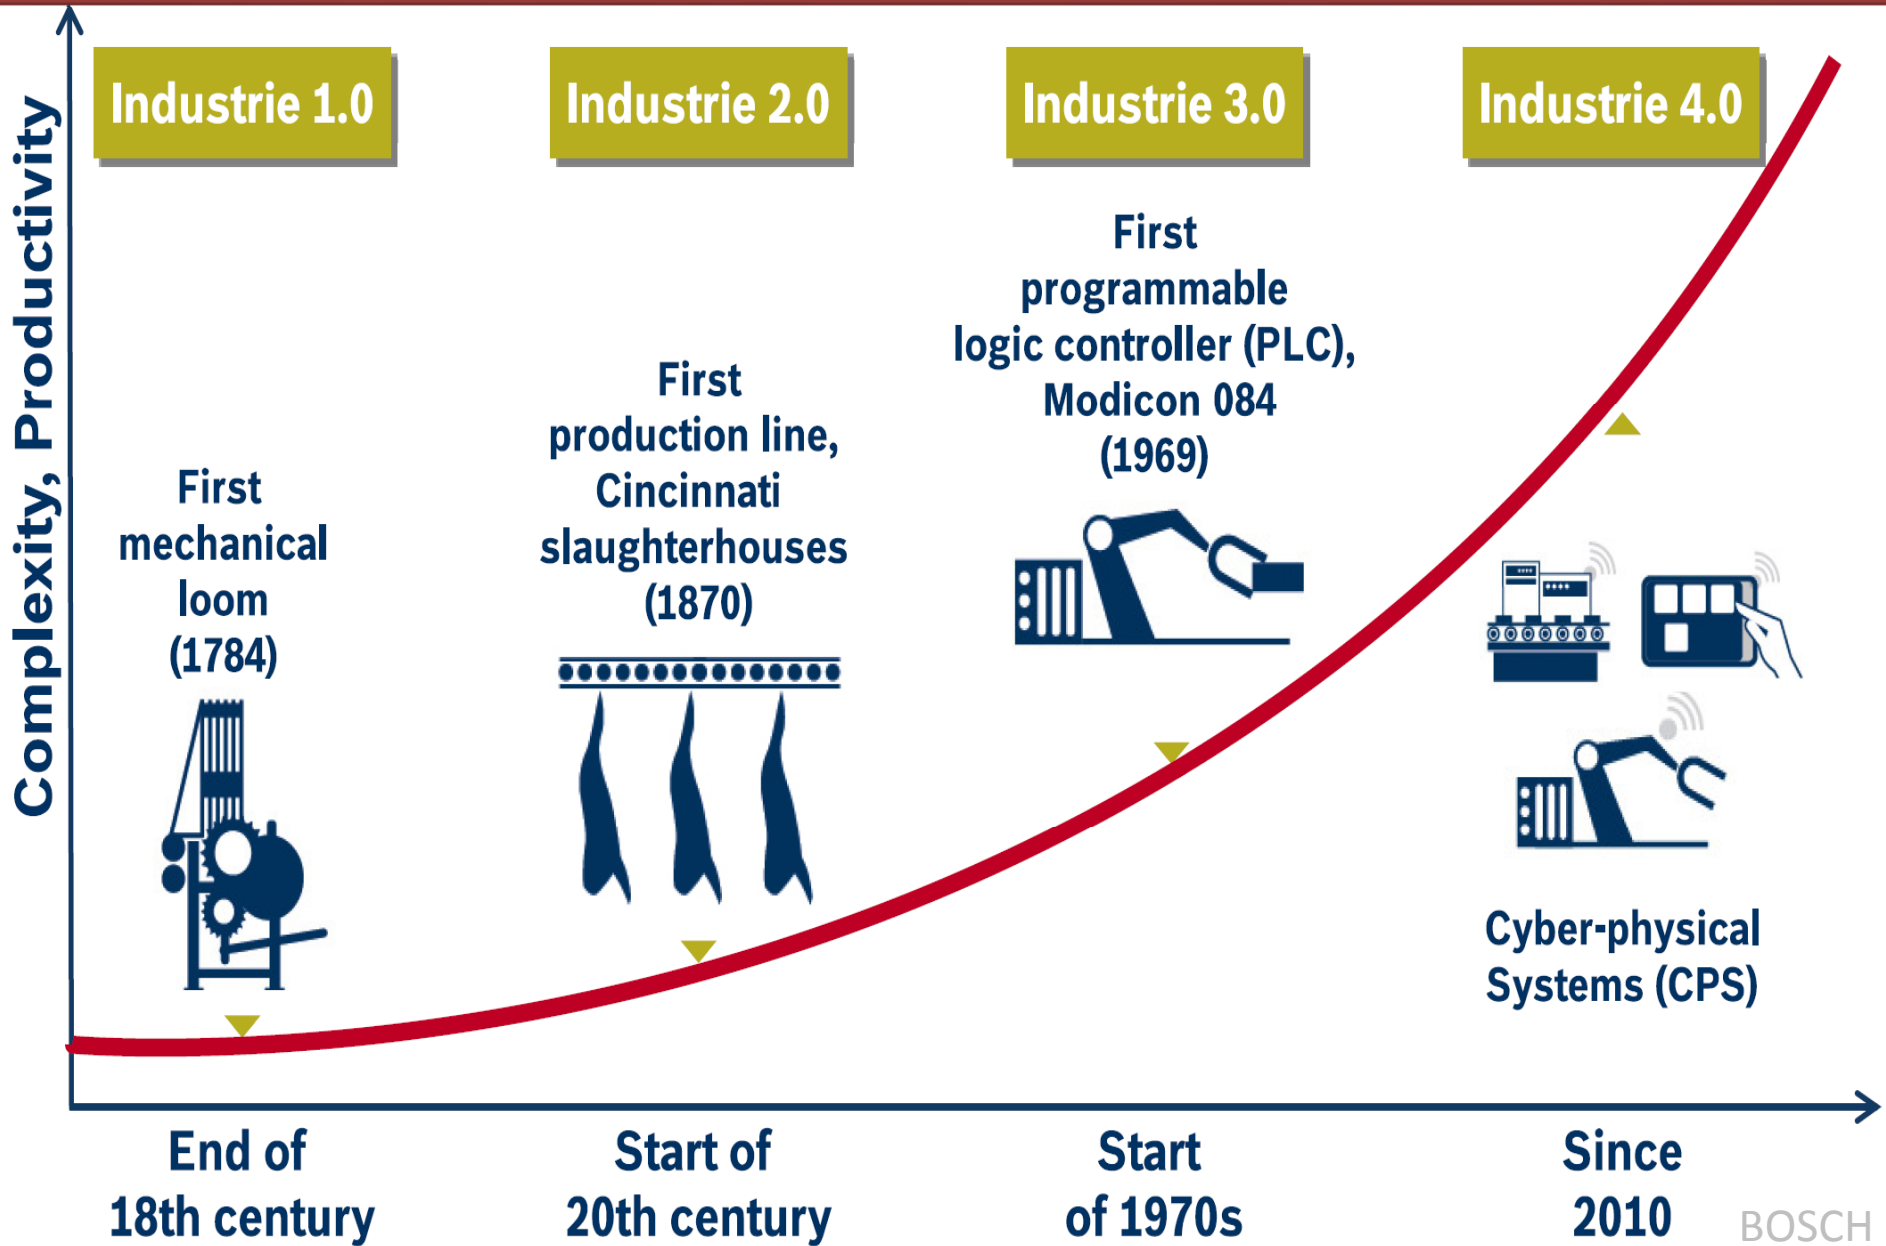 Complexity, Productivity
Industrie 1.0
Industrie 2.0
Industrie 3.0
Industrie 4.0
First
mechanical
loom
(1784)
First
production line,
Cincinnati
slaughterhouses
(1870)
First
programmable
logic controller (PLC),
Modicon 084
(1969)
Cyber-physical
Systems (CPS)
End of
18th century
Start of
20th century
Start
of 1970s
Since
2010
BOSCH